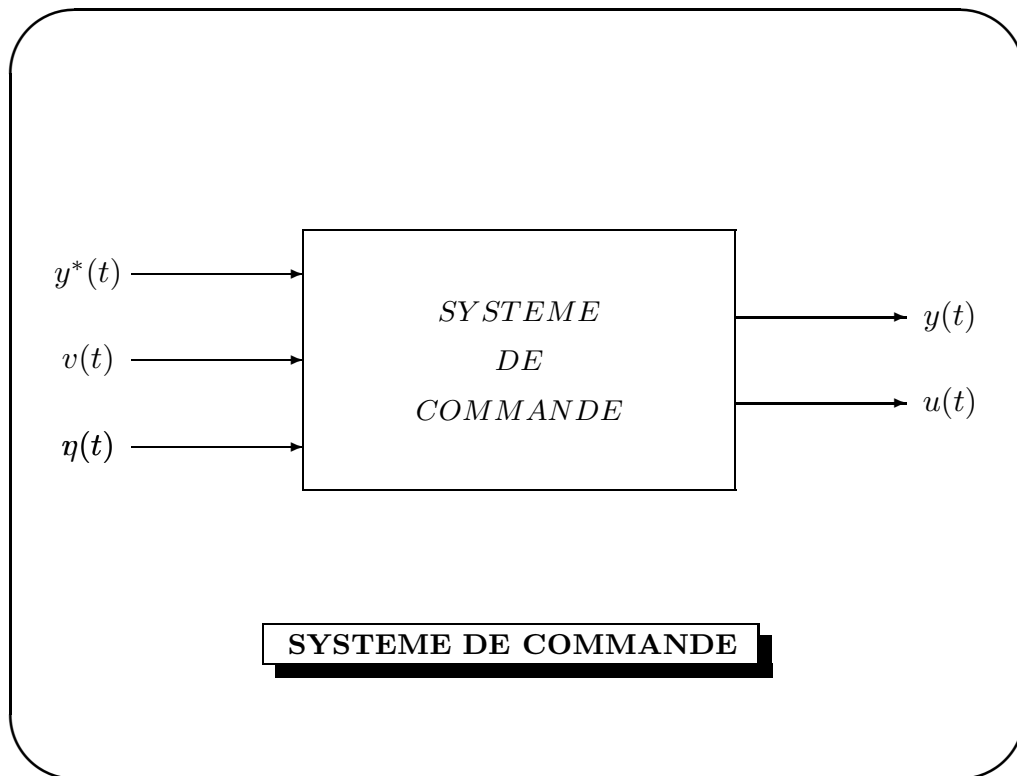 y*(t)
v(t)
η(t)
SYSTEME
DE
COMMANDE
y(t)
u(t)
SYSTEME DE COMMANDE